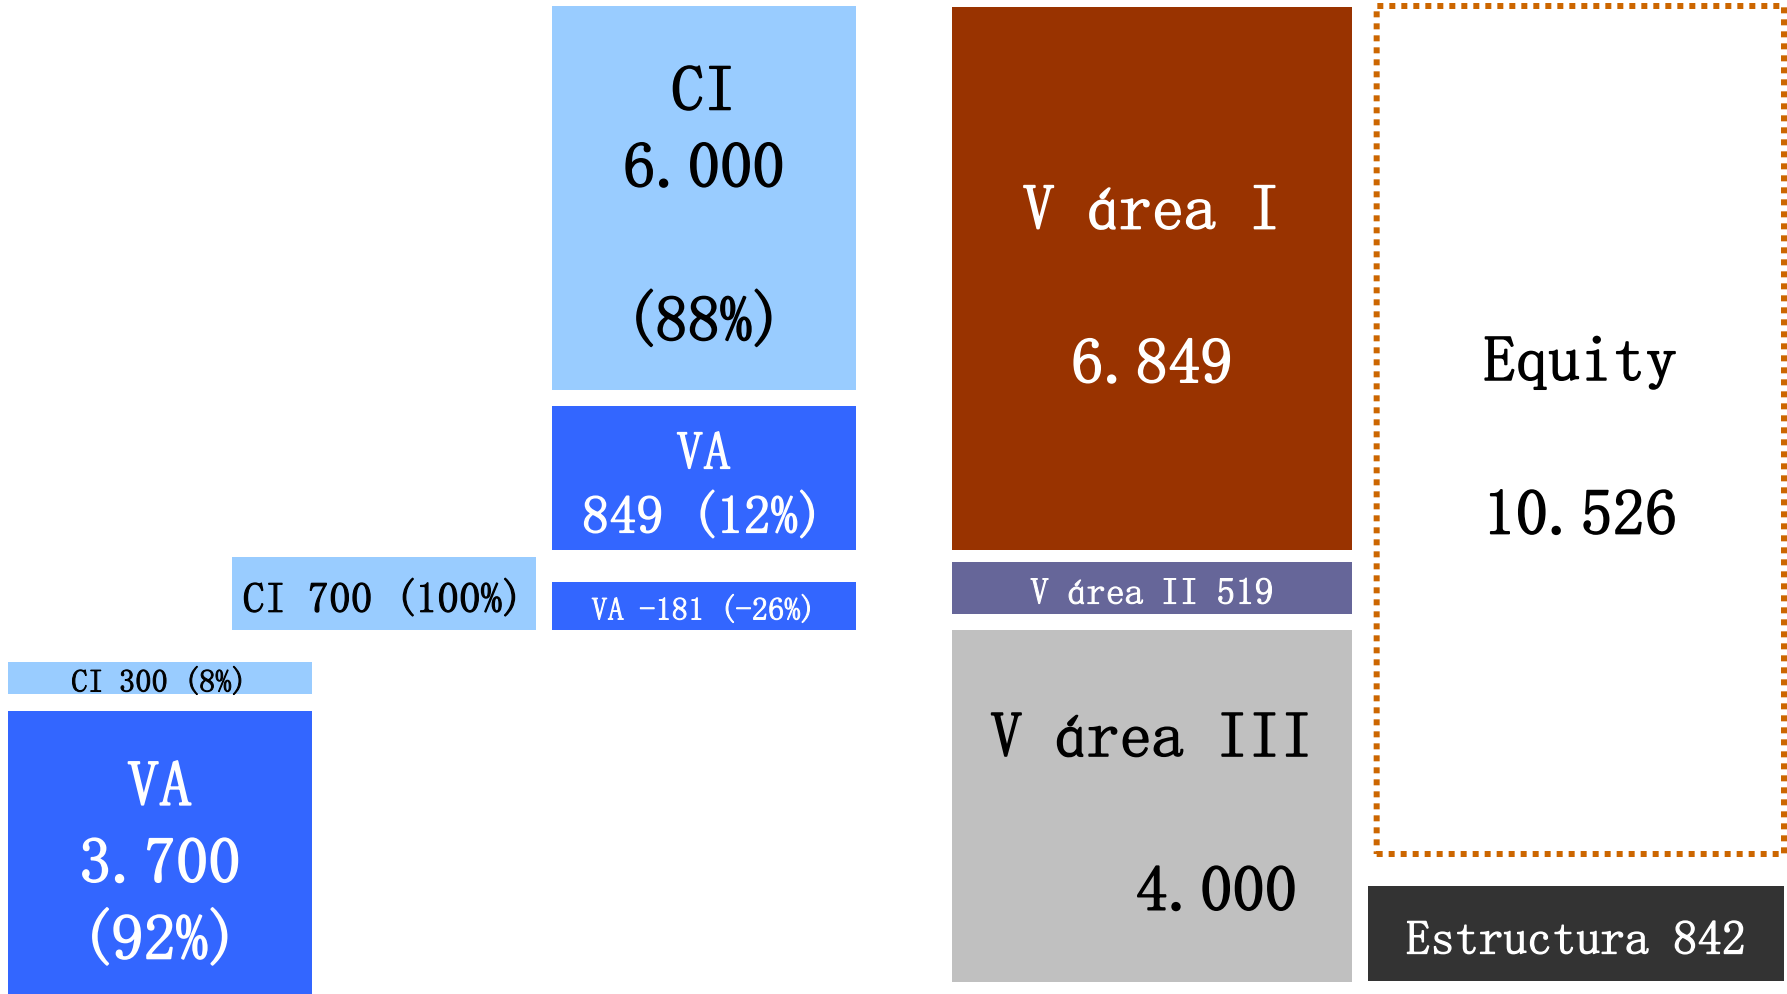 CI
6.000
(88%)
VA
849 (12%)
CI 700 (100%)
VA -181 (-26%)
CI 300 (8%)
VA
3.700
(92%)
V área I
6.849
V área II 519
V área III
4.000
Equity
10.526
Estructura 842